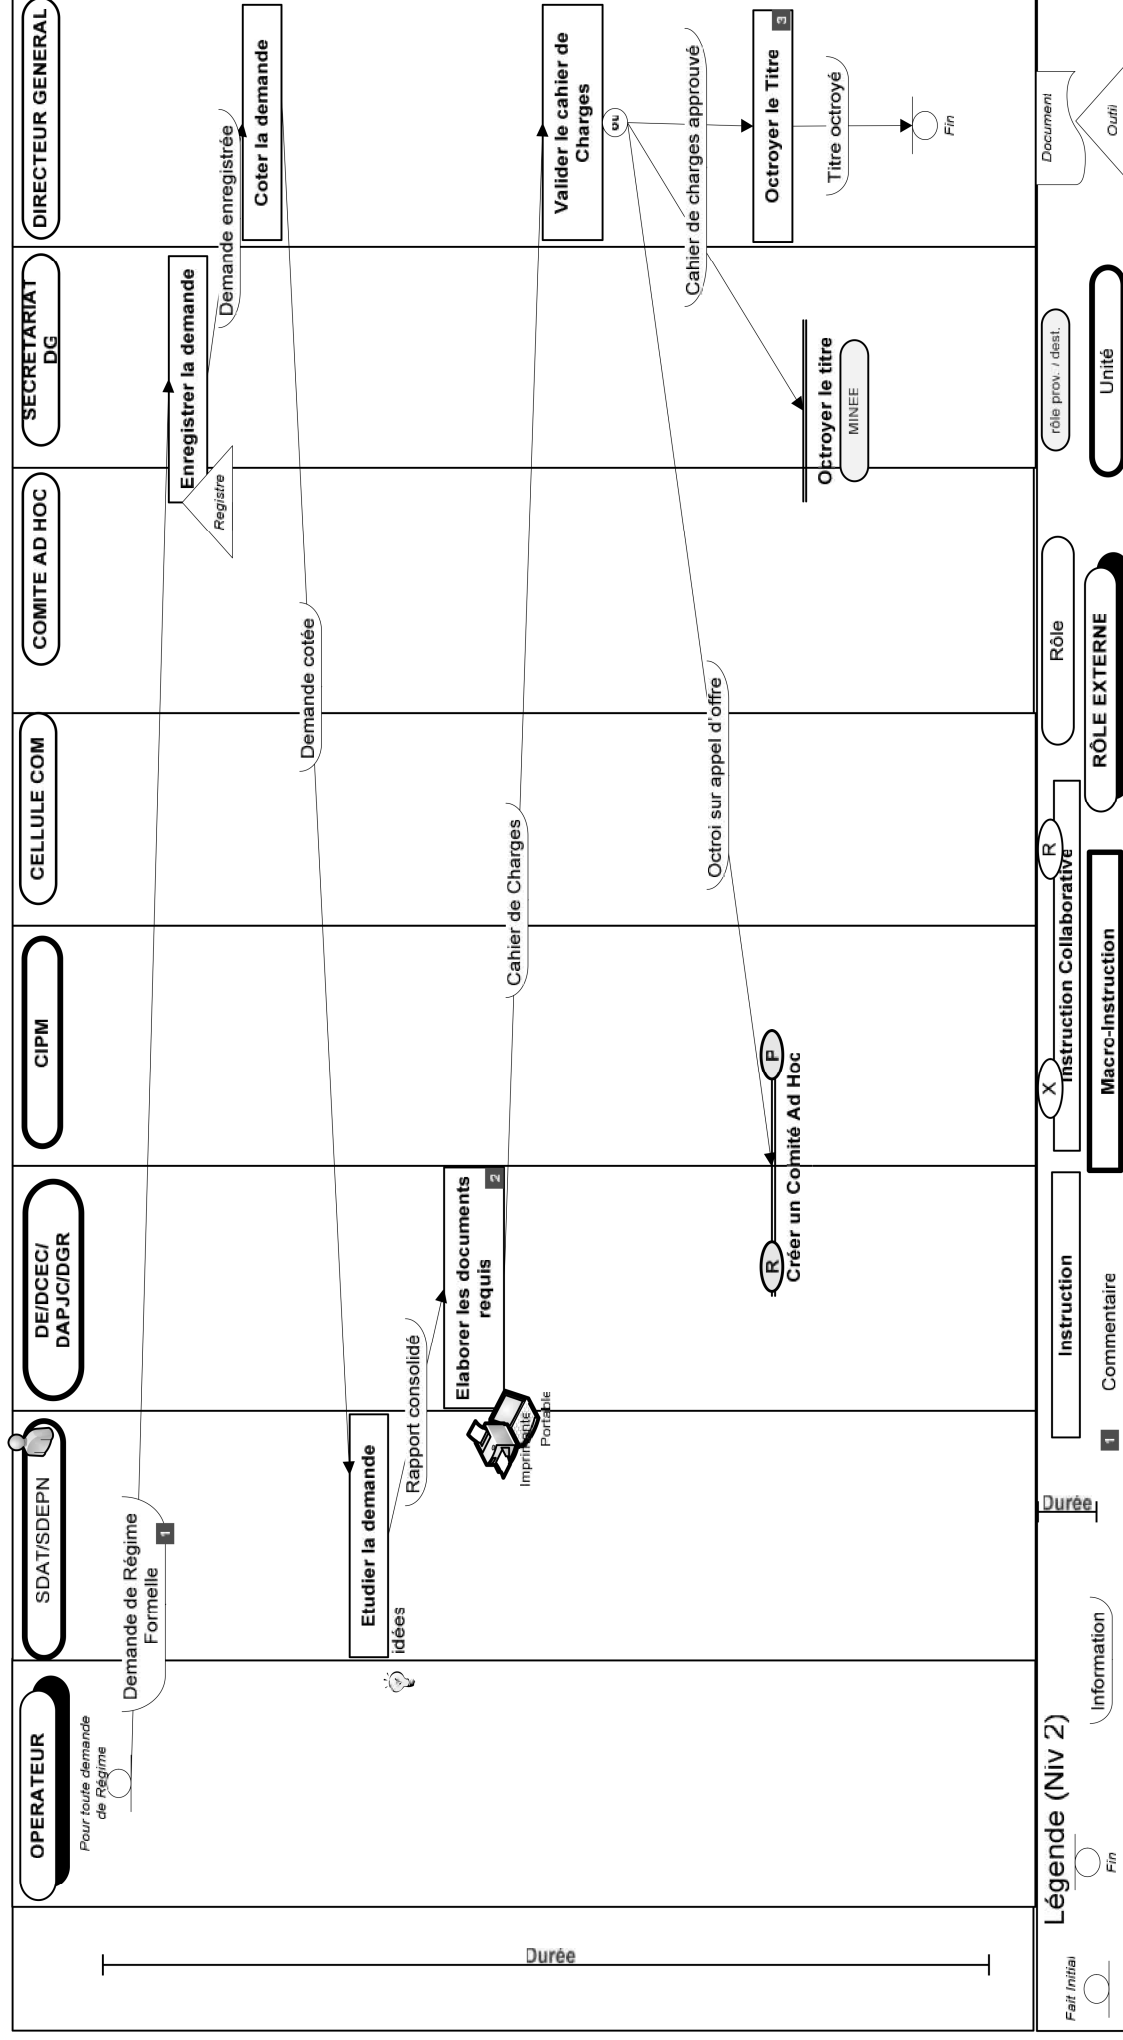 OPERATEUR
SDAT/SDEPN
DE/DCEC/
DAPJC/DGR
CIPM
CELLULE COM
COMITE AD HOC
SECRETARIAT
DG
DIRECTEUR GENERAL
Pour toute demande
de Régime
Demande de Régime
Formelle
1
Enregistrer la demande
Registre
Demande enregistrée
Coter la demande
Demande cotée
Etudier la demande
idées
Rapport consolidé
Elaborer les documents
requis
2
Imprimante
Portable
Cahier de Charges
Valider le cahier de
Charges
ou
Cahier de charges approuvé
Octroi sur appel d'offre
Octroyer le Titre
3
R
P
Créer un Comité Ad Hoc
Octroyer le titre
MINEE
Titre octroyé
Fin
Durée
Légende (Niv 2)
Fait Initial
Fin
Information
Durée
1
Commentaire
Instruction
X
R
Instruction Collaborative
Macro-Instruction
Rôle
RÔLE EXTERNE
rôle prov. / dest.
Unité
Document
Outil